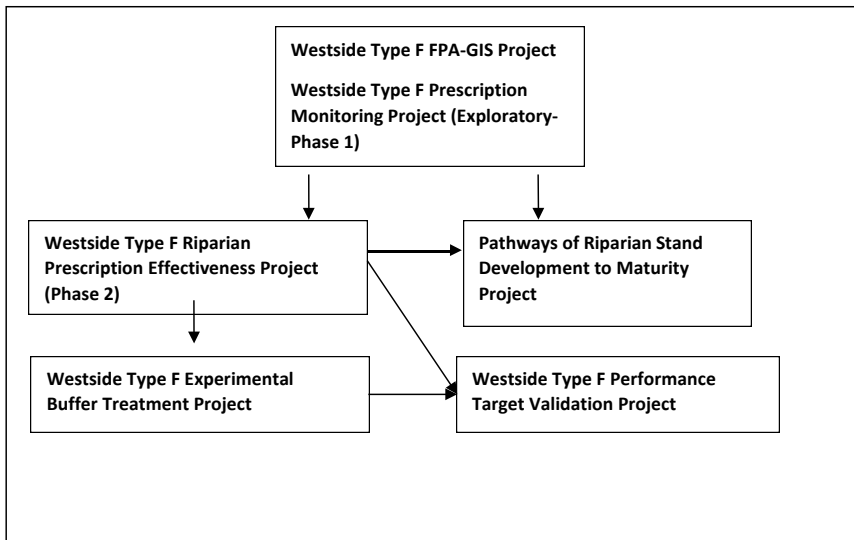 Westside Type F FPA-GIS Project
Westside Type F Prescription
Monitoring Project (Exploratory-
Phase 1)
Westside Type F Riparian
Prescription Effectiveness Project
(Phase 2)
Pathways of Riparian Stand
Development to Maturity
Project
Westside Type F Experimental
Buffer Treatment Project
Westside Type F Performance
Target Validation Project